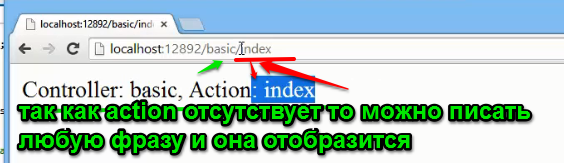 localhost:12892/basic/ind
localhost:12892/basic/index
Controller: basic, Action: index
так как action отсутствует то можно писать
любую фразу и она отобразится